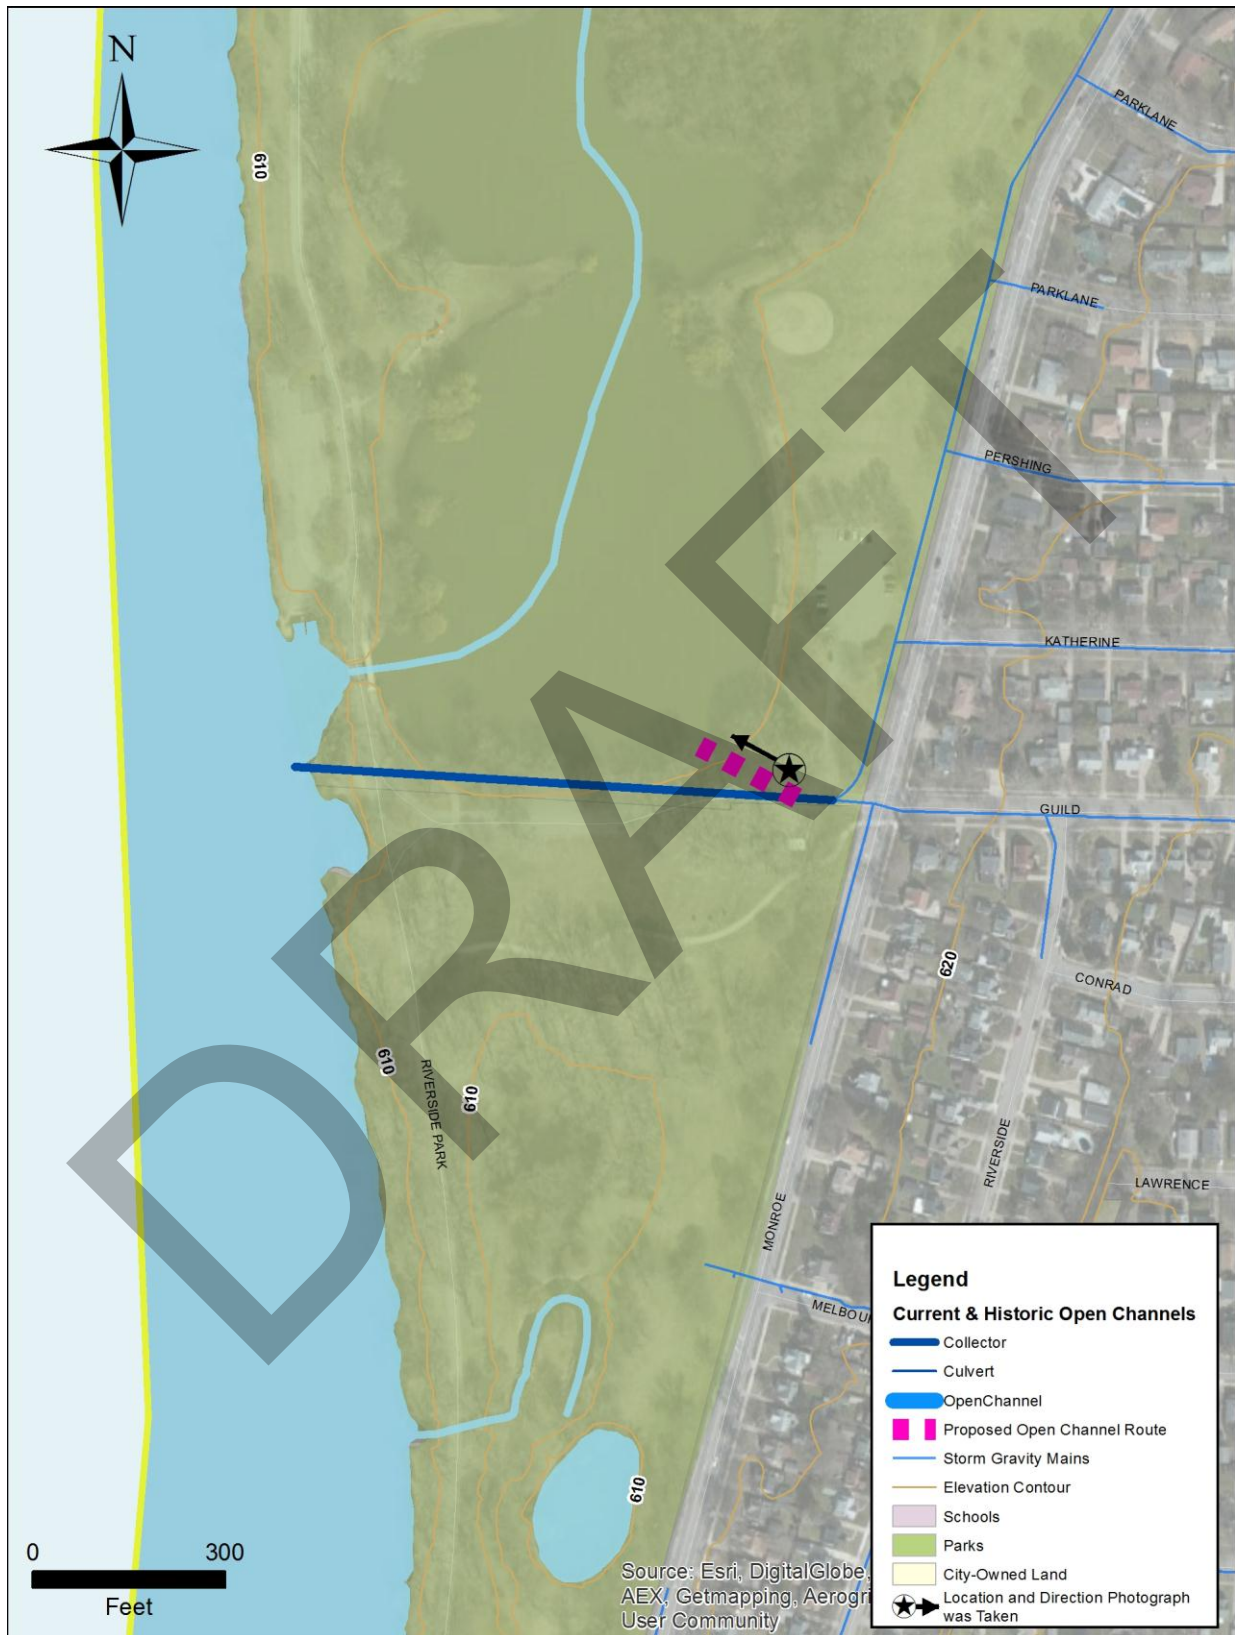 N
PARKLANE
610
PARKLANE
PERSHING
KATHERINE
GUILD
620
CONRAD
610
RIVERSIDE PARK
610
RIVERSIDE
LAWRENCE
MONROE
MELBOU
610
DRAFT
0 300
Feet
Source: Esri, DigitalGlobe,
AEX, Getmapping, Aerogri
User Community
Legend
Current & Historic Open Channels
Collector
Culvert
OpenChannel
Proposed Open Channel Route
Storm Gravity Mains
Elevation Contour
Schools
Parks
City-Owned Land
Location and Direction Photograph
was Taken